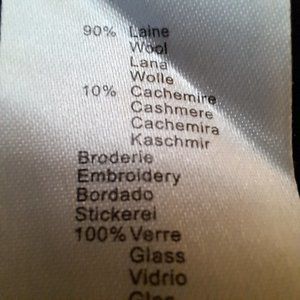 90% Laine
Wool
Lana
Wolle
10% Cachemire
Cashmere
Cachemira
Kaschmir
Broderie
Embroidery
Bordado
Stickerei
100% Verre
Glass
Vidrio